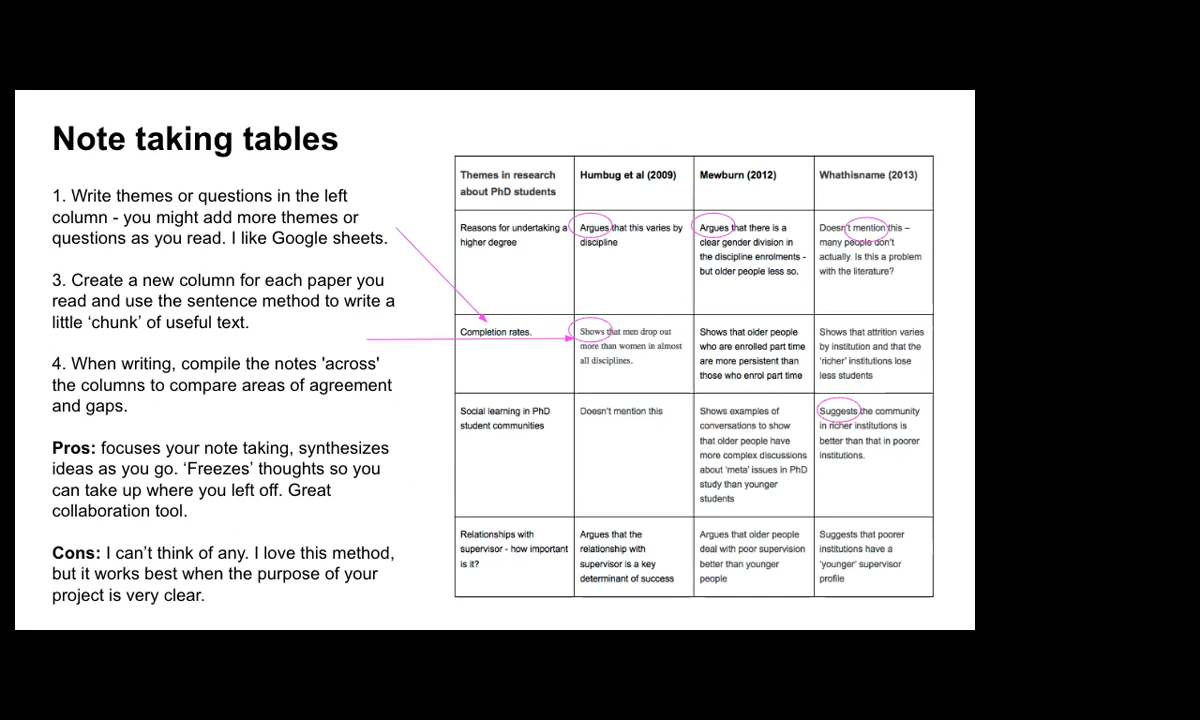 Note taking tables
1. Write themes or questions in the left
column - you might add more themes or
questions as you read. I like Google sheets.
3. Create a new column for each paper you
read and use the sentence method to write a
little ‘chunk’ of useful text.
4. When writing, compile the notes 'across'
the columns to compare areas of agreement
and gaps.
Pros: focuses your note taking, synthesizes
ideas as you go. ‘Freezes’ thoughts so you
can take up where you left off. Great
collaboration tool.
Cons: I can’t think of any. I love this method,
but it works best when the purpose of your
project is very clear.
Themes in research
about PhD students
Humbug et al (2009)
Mewburn (2012)
Whathisname (2013)
Reasons for undertaking a
higher degree
Argues that this varies by
discipline
Argues that there is a
clear gender division in
the discipline enrolments -
but older people less so.
Doesn't mention this –
many people don't
actually. Is this a problem
with the literature?
Completion rates.
Shows that men drop out
more than women in almost
all disciplines.
Shows that older people
who are enrolled part time
are more persistent than
those who enrol part time
Shows that attrition varies
by institution and that the
'richer' institutions lose
less students
Social learning in PhD
student communities
Doesn't mention this
Shows examples of
conversations to show
that older people have
more complex discussions
about 'meta' issues in PhD
study than younger
students
Suggests the community
in richer institutions is
better than that in poorer
institutions.
Relationships with
supervisor - how important
is it?
Argues that the
relationship with
supervisor is a key
determinant of success
Argues that older people
deal with poor supervision
better than younger
people
Suggests that poorer
institutions have a
'younger' supervisor
profile